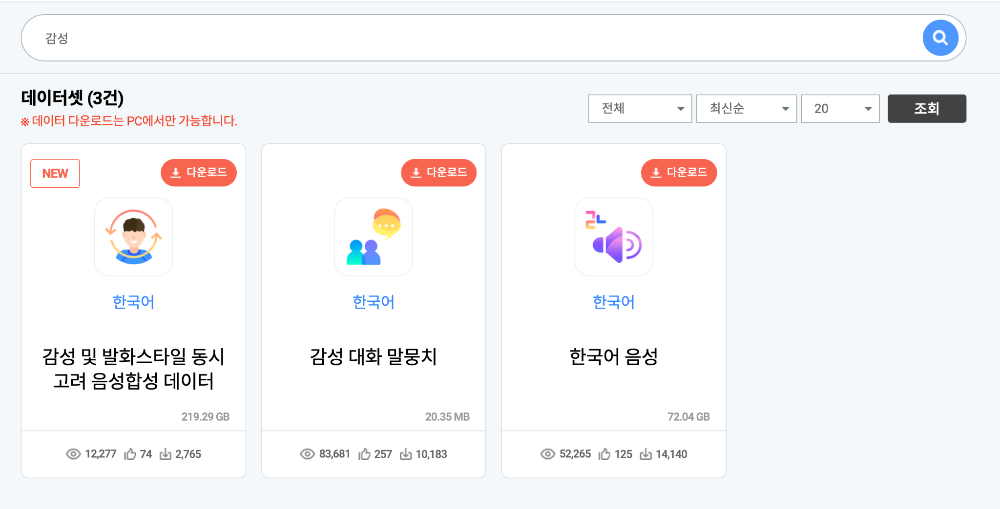 감성
데이터셋 (3건)
※ 데이터 다운로드는 PC에서만 가능합니다.
전체
최신순
20
조회
NEW
다운로드
한국어
감성 및 발화스타일 동시
고려 음성합성 데이터
219.29 GB
12,277 74 2,765
다운로드
한국어
감성 대화 말뭉치
20.35 MB
83,681 257 10,183
다운로드
한국어
한국어 음성
72.04 GB
52,265 125 14,140